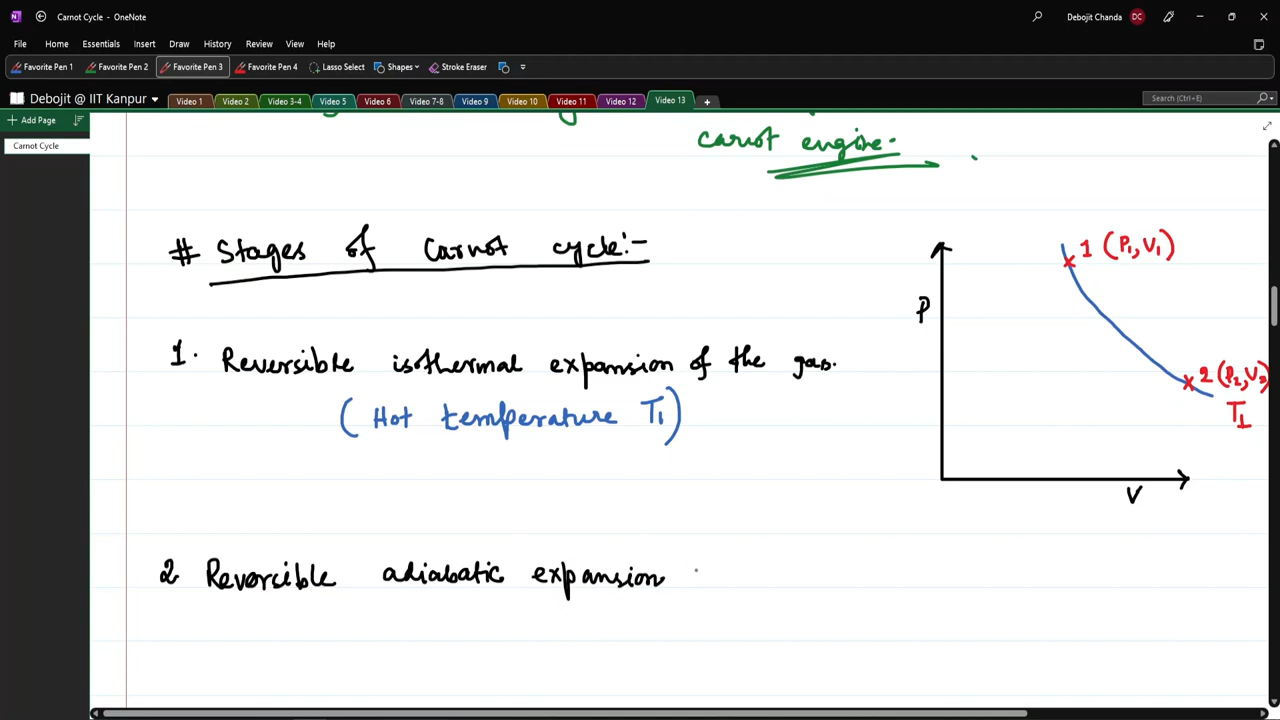 Carnot Cycle - OneNote
Debojit Chanda DC
File Home Essentials Insert Draw History Review View Help
Favorite Pen 1 Favorite Pen 2 Favorite Pen 3 Favorite Pen 4 Lasso Select Shapes Stroke Eraser
Debojit @ IIT Kanpur Video 1 Video 2 Video 3-4 Video 5 Video 6 Video 7-8 Video 9 Video 10 Video 11 Video 12 Video 13 + Search (Ctrl+E)
Add Page
Carnot Cycle
carnot engine.
# Stages of Carnot cycle:-
1 (P1, V1)
P
1. Reversible isothermal expansion of the gas.
2 (P2, V2)
(Hot temperature T1)
T1
V
2 Reversible adiabatic expansion